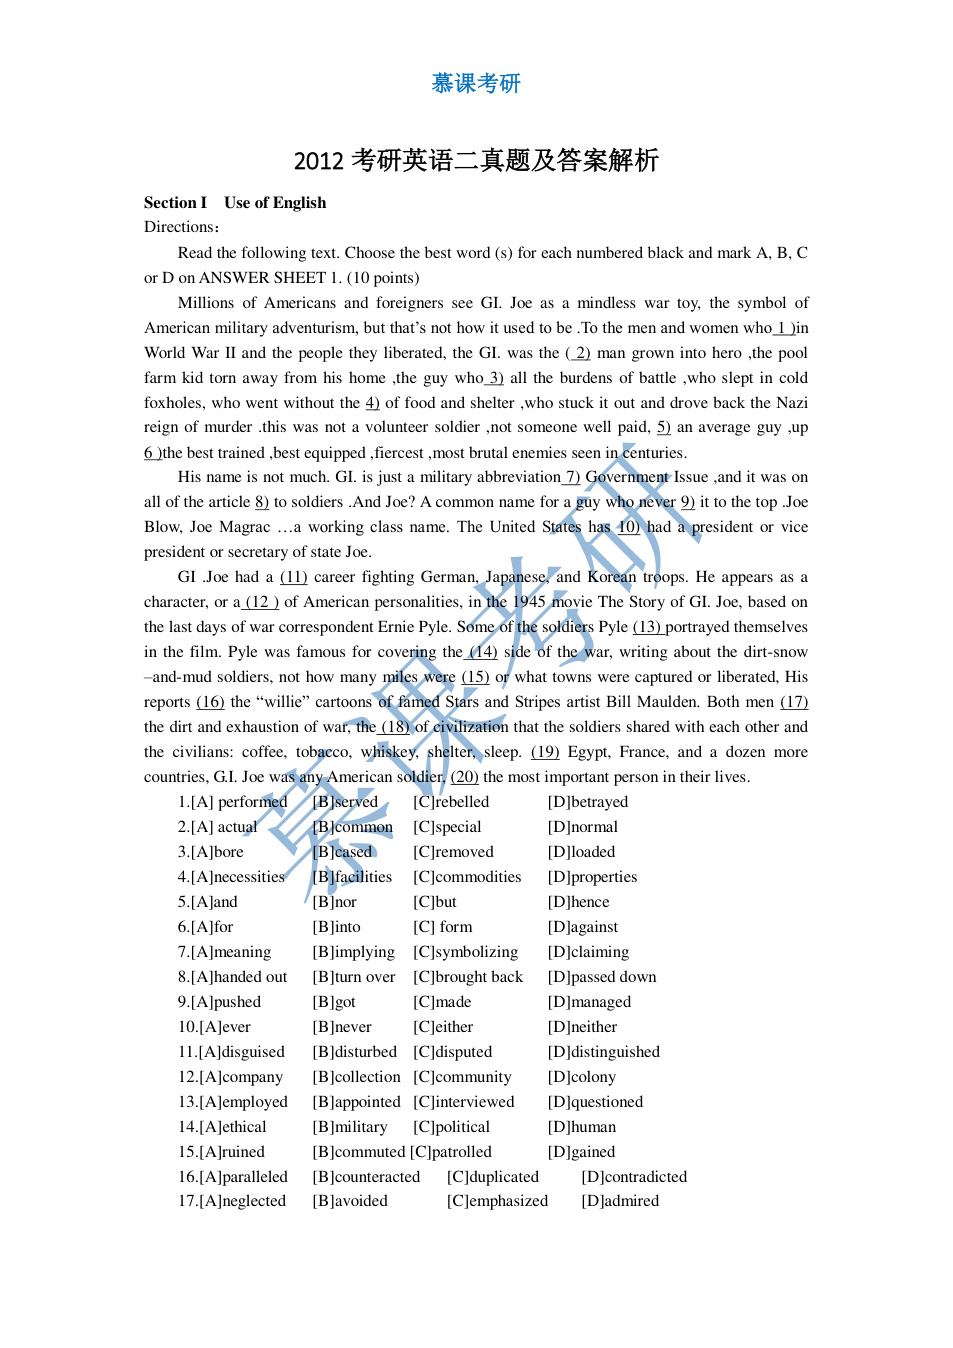 慕课考研
2012 考研英语二真题及答案解析
Section I    Use of English
Directions：
Read the following text. Choose the best word (s) for each numbered black and mark A, B, C
or D on ANSWER SHEET 1. (10 points)
Millions of Americans and foreigners see GI. Joe as a mindless war toy, the symbol of
American military adventurism, but that’s not how it used to be .To the men and women who 1 )in
World War II and the people they liberated, the GI. was the ( 2) man grown into hero ,the pool
farm kid torn away from his home ,the guy who 3) all the burdens of battle ,who slept in cold
foxholes, who went without the 4) of food and shelter ,who stuck it out and drove back the Nazi
reign of murder .this was not a volunteer soldier ,not someone well paid, 5) an average guy ,up
6 )the best trained ,best equipped ,fiercest ,most brutal enemies seen in centuries.
His name is not much. GI. is just a military abbreviation 7) Government Issue ,and it was on
all of the article 8) to soldiers .And Joe? A common name for a guy who never 9) it to the top .Joe
Blow, Joe Magrac …a working class name. The United States has 10) had a president or vice
president or secretary of state Joe.
GI .Joe had a (11) career fighting German, Japanese, and Korean troops. He appears as a
character, or a (12 ) of American personalities, in the 1945 movie The Story of GI. Joe, based on
the last days of war correspondent Ernie Pyle. Some of the soldiers Pyle (13) portrayed themselves
in the film. Pyle was famous for covering the (14) side of the war, writing about the dirt-snow
–and-mud soldiers, not how many miles were (15) or what towns were captured or liberated, His
reports (16) the “willie” cartoons of famed Stars and Stripes artist Bill Maulden. Both men (17)
the dirt and exhaustion of war, the (18) of civilization that the soldiers shared with each other and
the civilians: coffee, tobacco, whiskey, shelter, sleep. (19) Egypt, France, and a dozen more
countries, G.I. Joe was any American soldier, (20) the most important person in their lives.
1.[A] performed [B]served [C]rebelled [D]betrayed
2.[A] actual [B]common [C]special [D]normal
3.[A]bore [B]cased [C]removed [D]loaded
4.[A]necessities [B]facilities [C]commodities [D]properties
5.[A]and [B]nor [C]but [D]hence
6.[A]for [B]into [C] form [D]against
7.[A]meaning [B]implying [C]symbolizing [D]claiming
8.[A]handed out [B]turn over [C]brought back [D]passed down
9.[A]pushed [B]got [C]made [D]managed
10.[A]ever [B]never [C]either [D]neither
11.[A]disguised [B]disturbed [C]disputed [D]distinguished
12.[A]company [B]collection [C]community [D]colony
13.[A]employed [B]appointed [C]interviewed [D]questioned
14.[A]ethical [B]military [C]political [D]human
15.[A]ruined [B]commuted [C]patrolled [D]gained
16.[A]paralleled [B]counteracted [C]duplicated [D]contradicted
17.[A]neglected [B]avoided [C]emphasized [D]admired
慕课考研